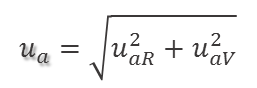 $u_a = \sqrt{u_{aR}^2 + u_{aV}^2}$